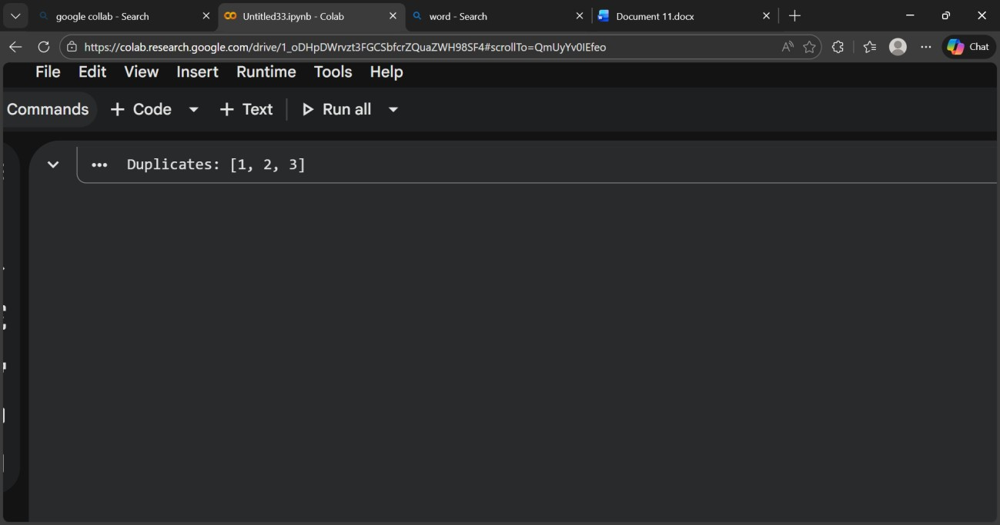 google collab - Search
Untitled33.ipynb - Colab
word - Search
Document 11.docx
https://colab.research.google.com/drive/1_oDHpDWrvzt3FGCSbfcrZQuaZWH98SF4#scrollTo=QmUyYv0IEfeo
Chat
File Edit View Insert Runtime Tools Help
Commands + Code + Text Run all
Duplicates: [1, 2, 3]